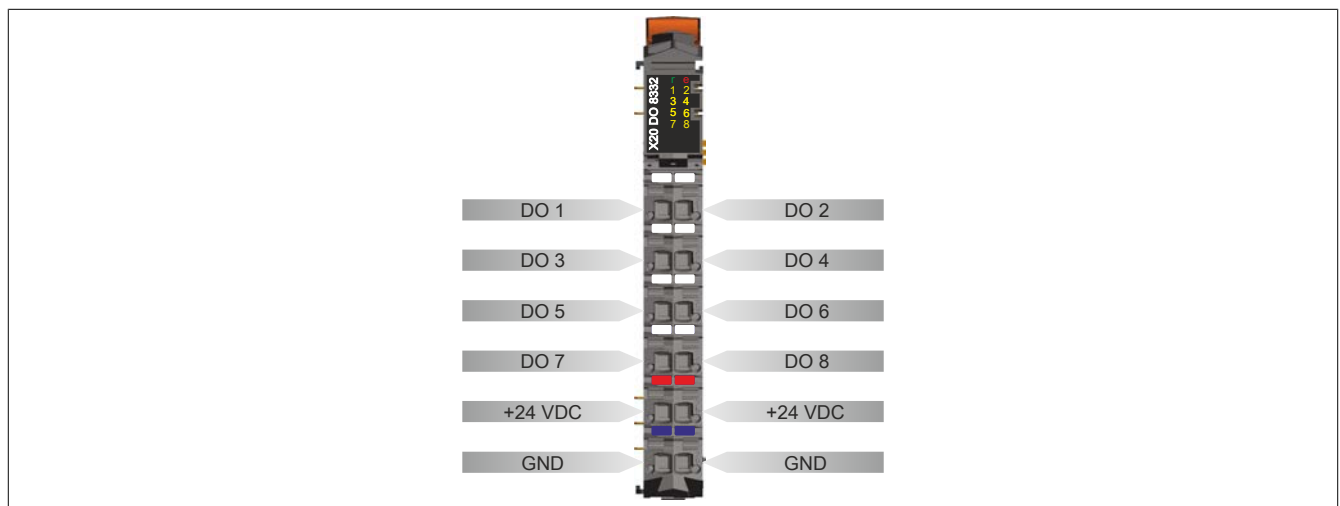 X20 DO 8332
r e
1 2
3 4
5 6
7 8
DO 1 DO 2
DO 3 DO 4
DO 5 DO 6
DO 7 DO 8
+24 VDC +24 VDC
GND GND